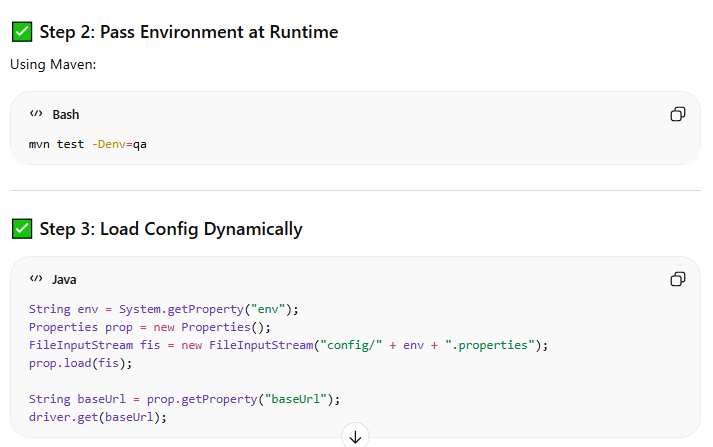 ✅ Step 2: Pass Environment at Runtime
Using Maven:
</> Bash
mvn test -Denv=qa
✅ Step 3: Load Config Dynamically
</> Java
String env = System.getProperty("env");
Properties prop = new Properties();
FileInputStream fis = new FileInputStream("config/" + env + ".properties");
prop.load(fis);
String baseUrl = prop.getProperty("baseUrl");
driver.get(baseUrl);